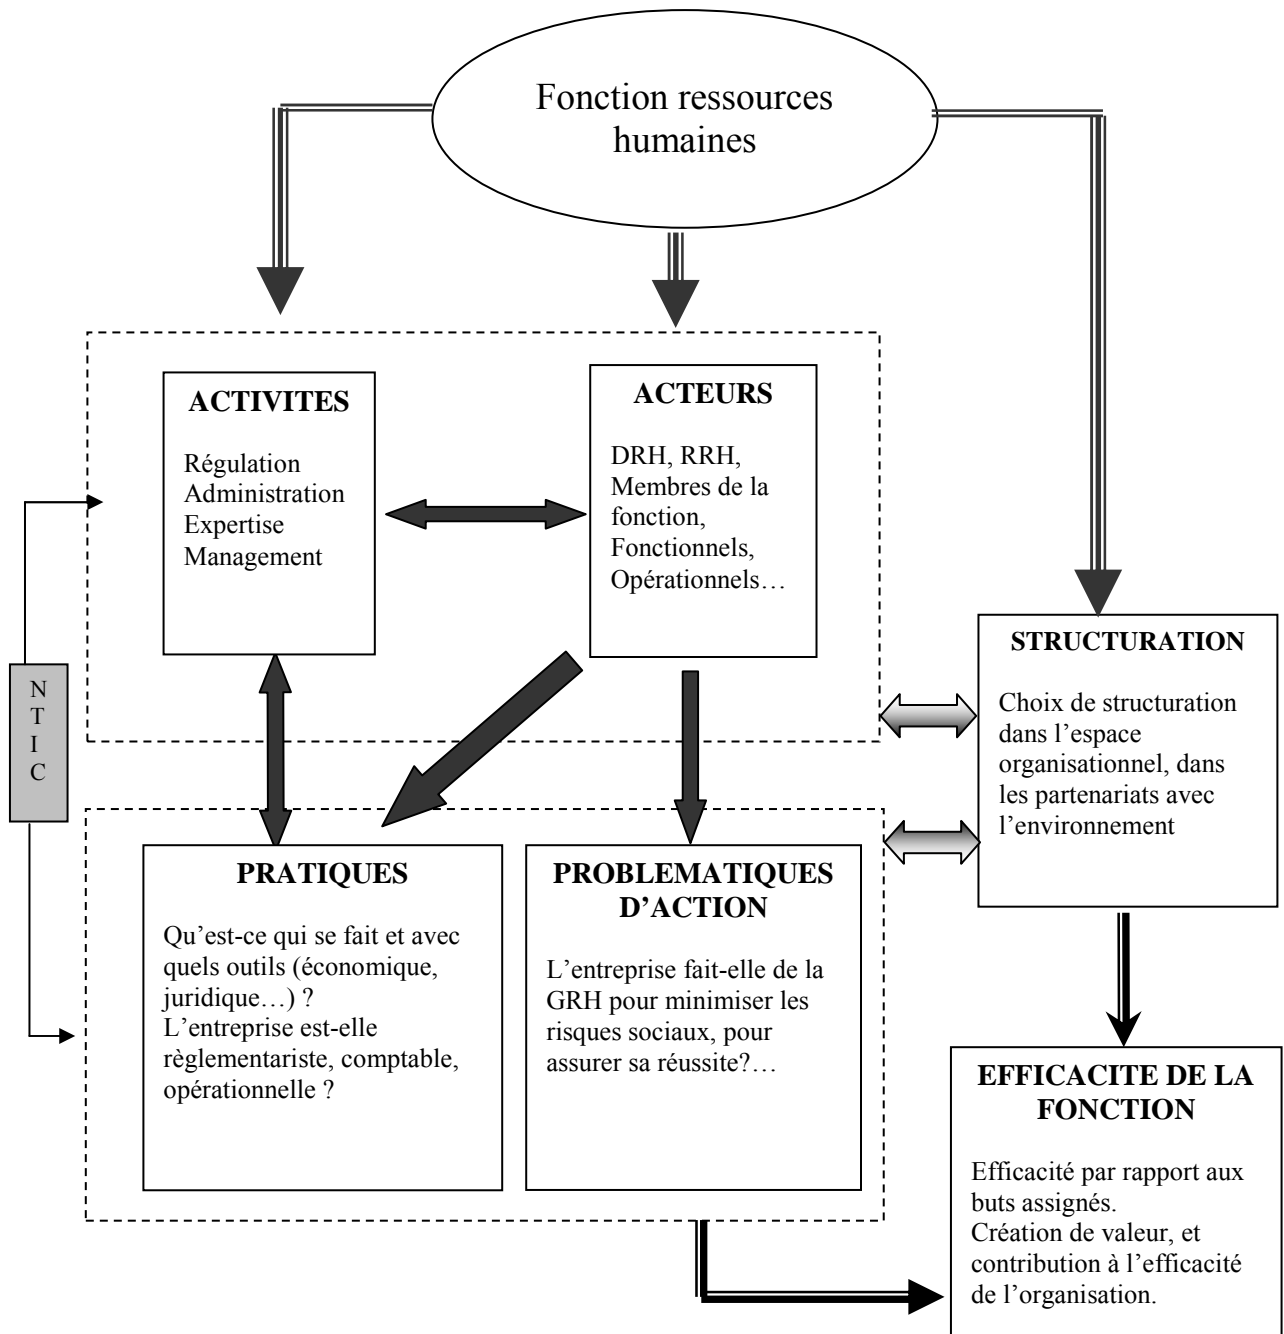 Fonction ressources
humaines
ACTIVITES
Régulation
Administration
Expertise
Management
ACTEURS
DRH, RRH,
Membres de la
fonction,
Fonctionnels,
Opérationnels…
N
T
I
C
STRUCTURATION
Choix de structuration
dans l’espace
organisationnel, dans
les partenariats avec
l’environnement
PRATIQUES
Qu’est-ce qui se fait et avec
quels outils (économique,
juridique…) ?
L’entreprise est-elle
règlementariste, comptable,
opérationnelle ?
PROBLEMATIQUES
D’ACTION
L’entreprise fait-elle de la
GRH pour minimiser les
risques sociaux, pour
assurer sa réussite?…
EFFICACITE DE LA
FONCTION
Efficacité par rapport aux
buts assignés.
Création de valeur, et
contribution à l’efficacité
de l’organisation.